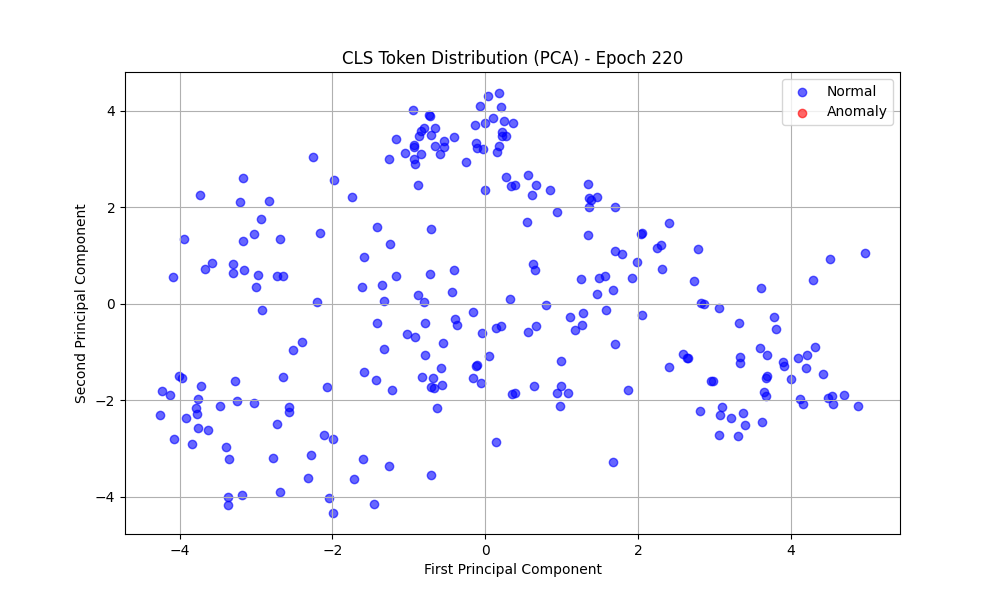 CLS Token Distribution (PCA) - Epoch 220
Normal
Anomaly
4
2
0
−2
−4
Second Principal Component
−4 −2 0 2 4
First Principal Component